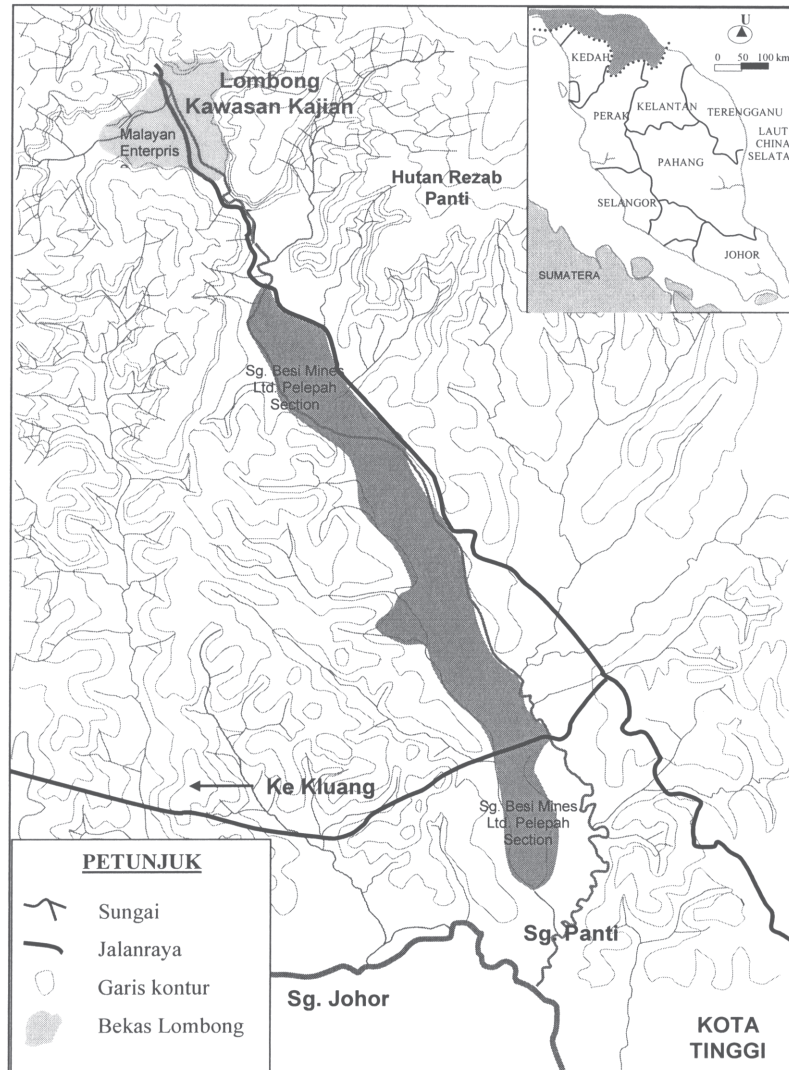 Lombong
Kawasan Kajian
Malayan
Enterpris
Hutan Rezab
Panti
U
0 50 100 km
KEDAH
PERAK
KELANTAN
TERENGGANU
LAUT
CHINA
SELATA
PAHANG
SELANGOR
JOHOR
SUMATERA
Sg. Besi Mines
Ltd. Pelepah
Section
Ke Kluang
Sg. Besi Mines
Ltd. Pelepah
Section
Sg. Panti
Sg. Johor
KOTA
TINGGI
PETUNJUK
Sungai
Jalanraya
Garis kontur
Bekas Lombong